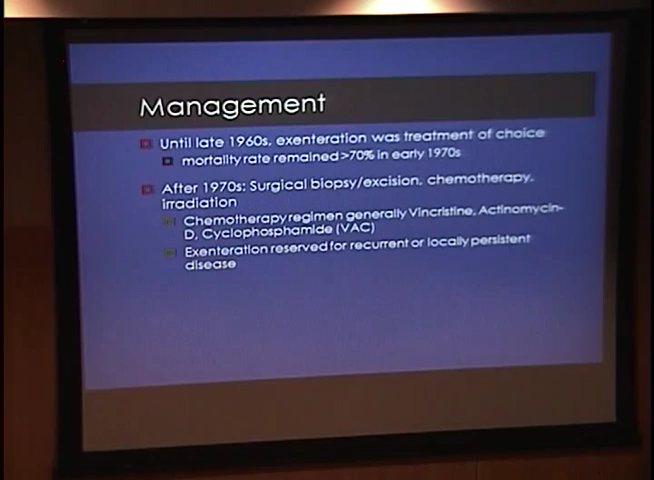 Management
Until late 1960s, exenteration was treatment of choice
mortality rate remained >70% in early 1970s
After 1970s: Surgical biopsy/excision, chemotherapy,
irradiation
Chemotherapy regimen generally Vincristine, Actinomycin-
D, Cyclophosphamide (VAC)
Exenteration reserved for recurrent or locally persistent
disease